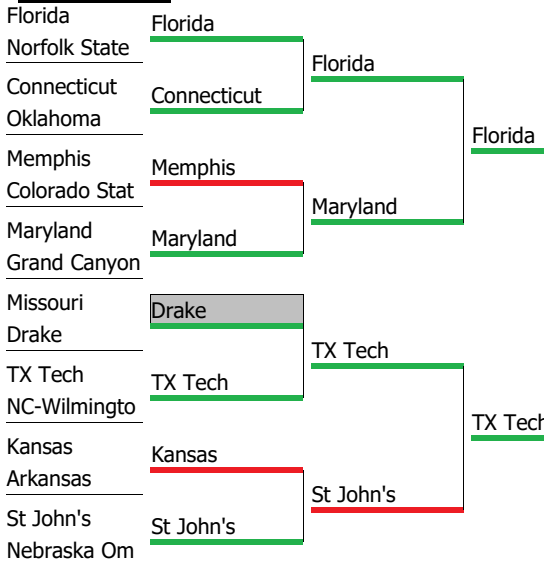 Florida
Norfolk State
Connecticut
Oklahoma
Memphis
Colorado Stat
Maryland
Grand Canyon
Missouri
Drake
TX Tech
NC-Wilmingto
Kansas
Arkansas
St John's
Nebraska Om
Florida
Connecticut
Memphis
Maryland
Drake
TX Tech
Kansas
St John's
Florida
Maryland
TX Tech
St John's
Florida
TX Tech